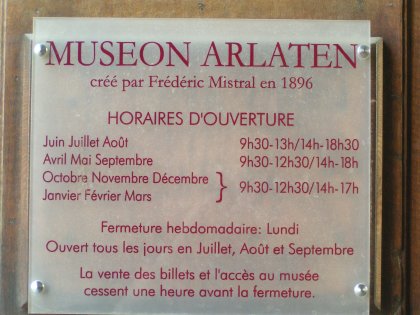 MUSEON ARLATEN
créé par Frédéric Mistral en 1896
HORAIRES D'OUVERTURE
Juin Juillet Août 9h30-13h/14h-18h30
Avril Mai Septembre 9h30-12h30/14h-18h
Octobre Novembre Décembre
Janvier Février Mars } 9h30-12h30/14h-17h
Fermeture hebdomadaire: Lundi
Ouvert tous les jours en Juillet, Août et Septembre
La vente des billets et l'accès au musée
cessent une heure avant la fermeture.